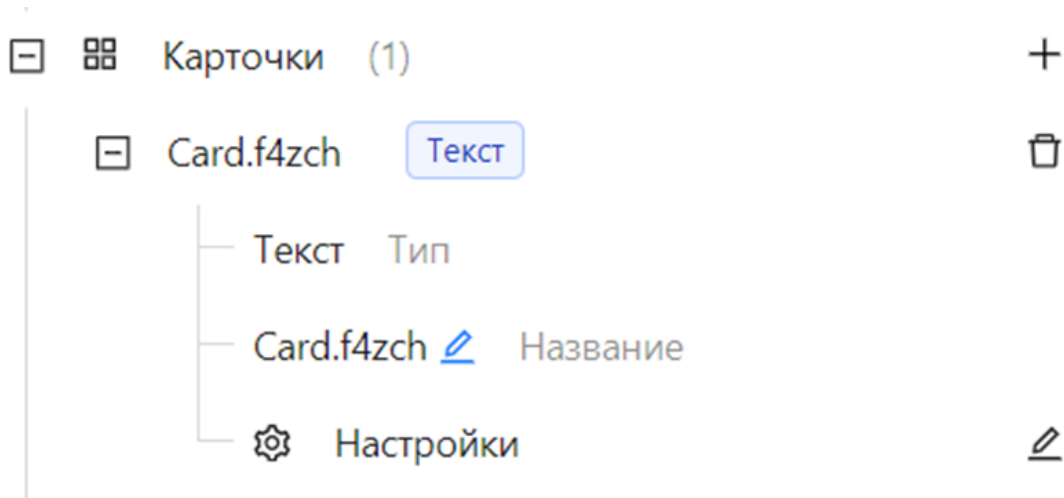 Карточки (1)
Card.f4zch Текст
Текст Тип
Card.f4zch Название
Настройки